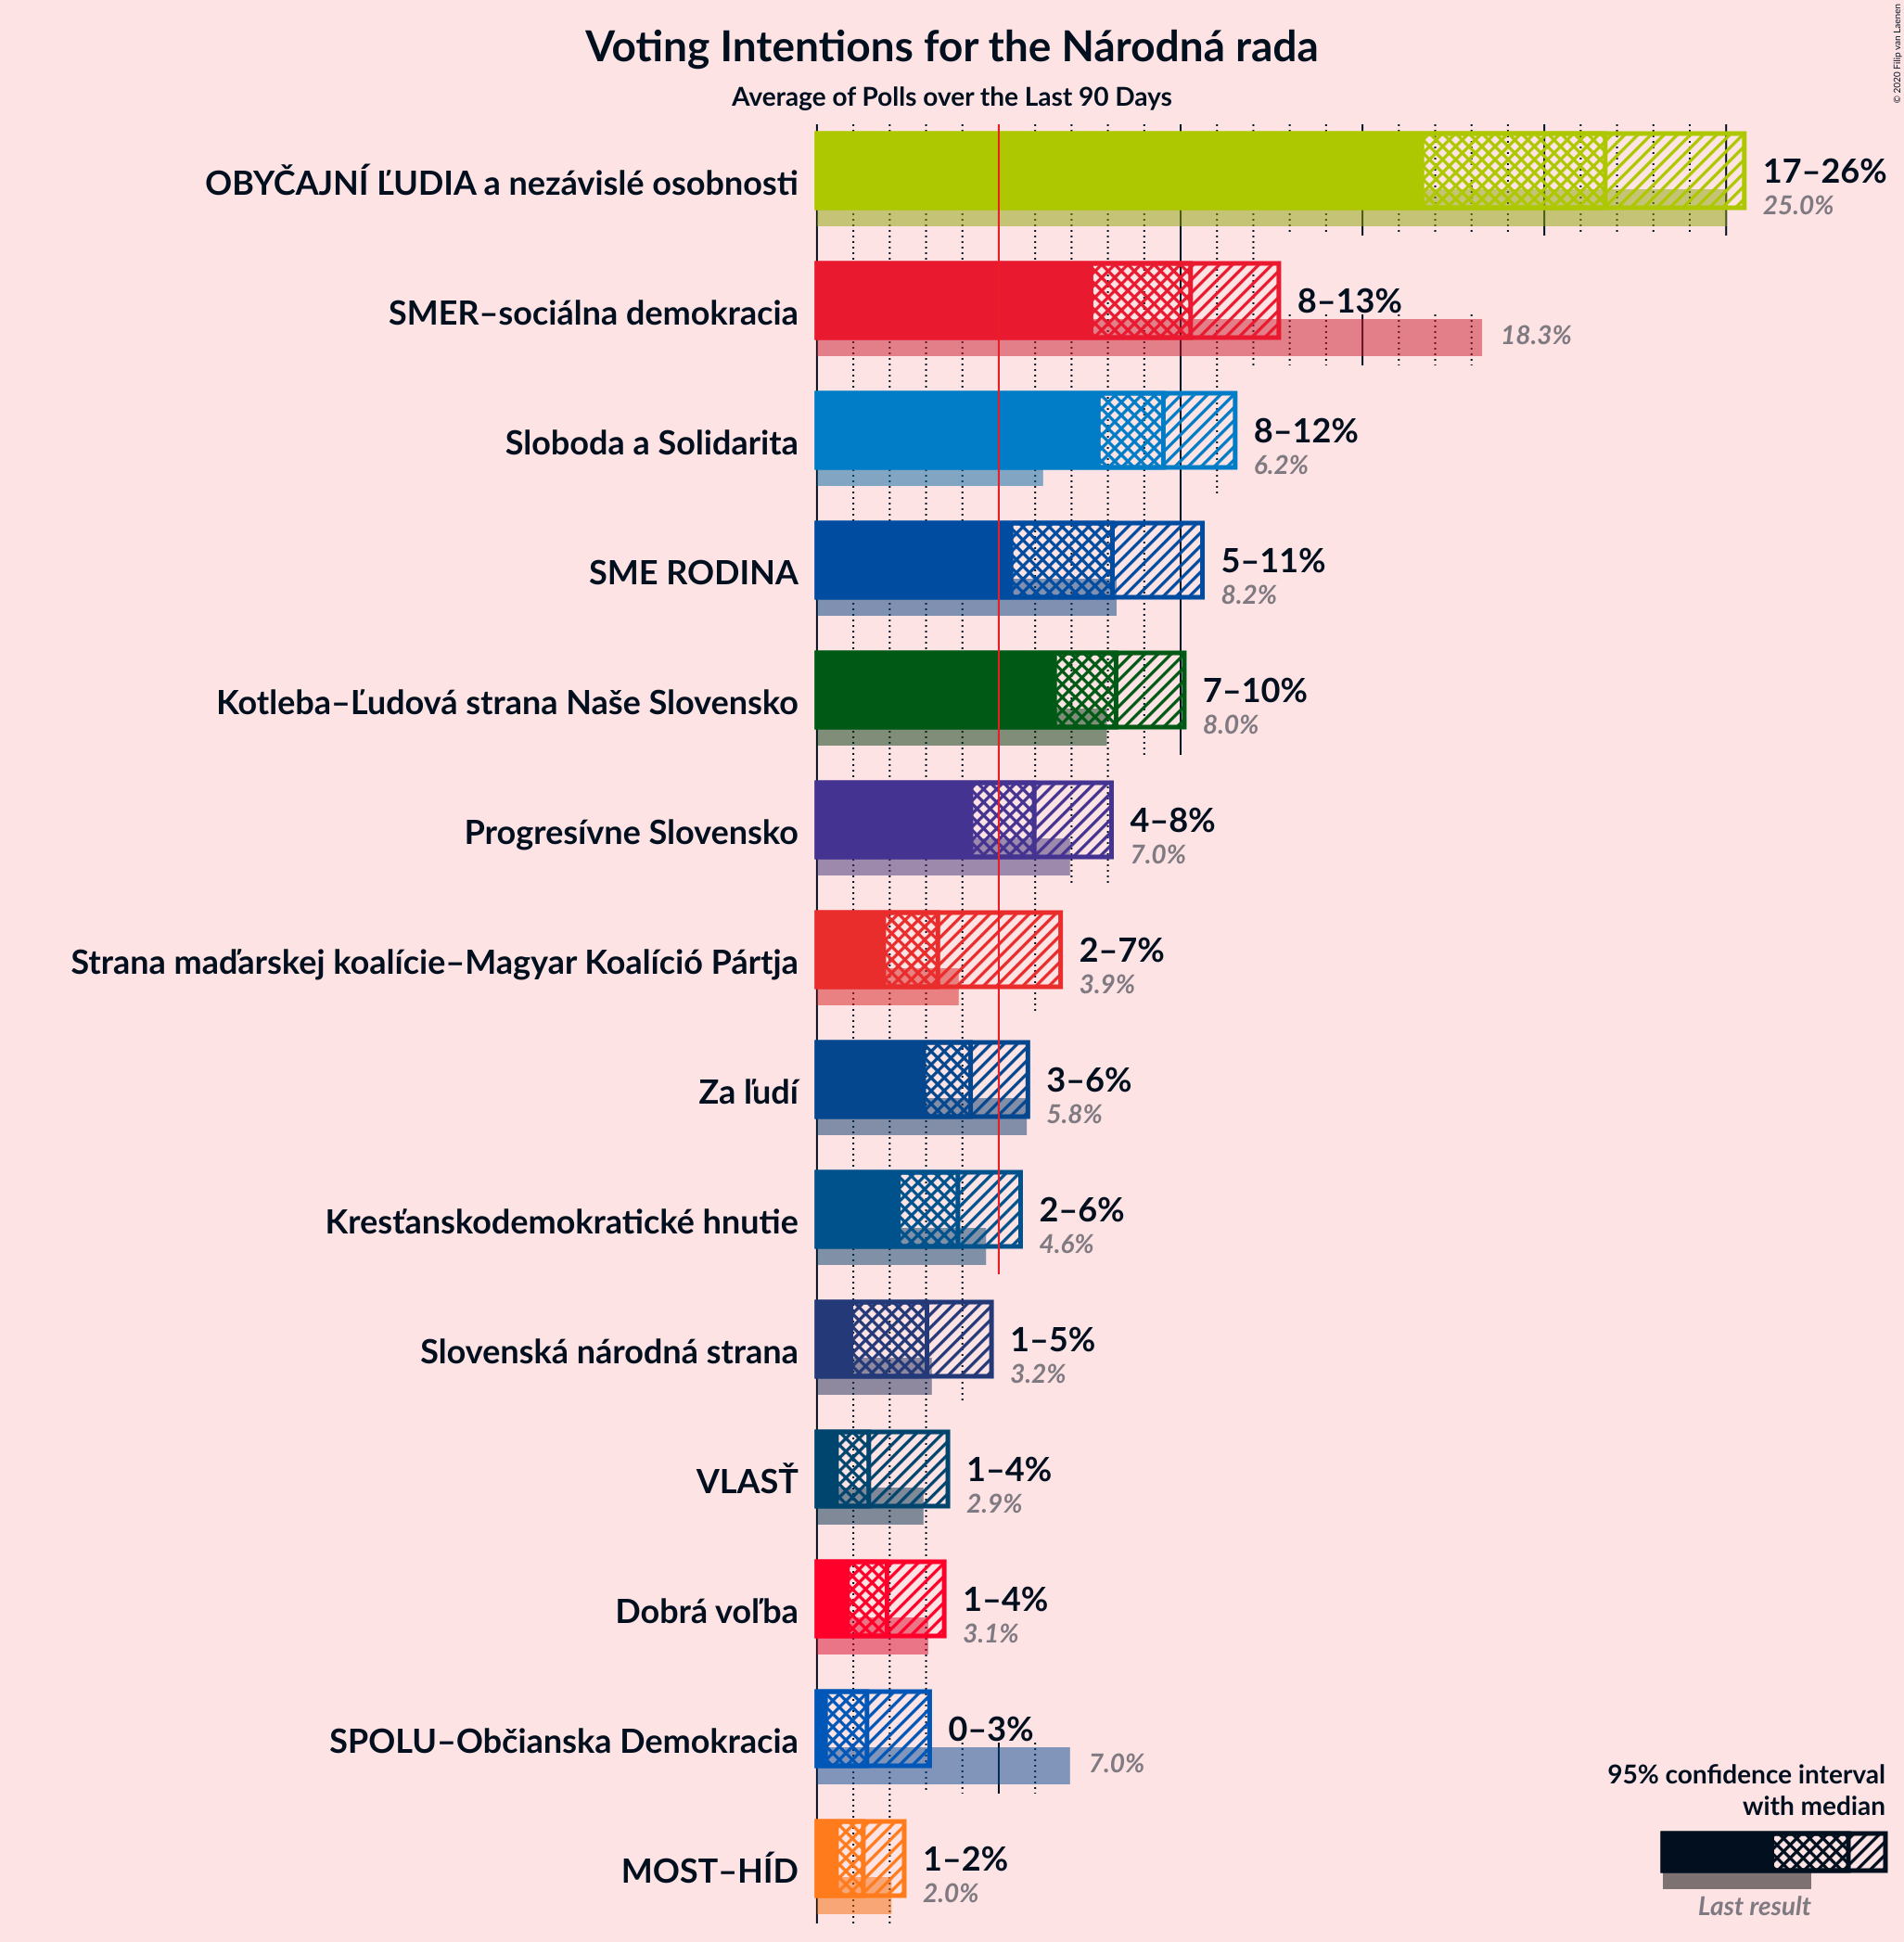 © 2020 Filip van Laenen
Voting Intentions for the Národná rada
Average of Polls over the Last 90 Days
OBYČAJNÍ ĽUDIA a nezávislé osobnosti
17–26%
25.0%
SMER–sociálna demokracia
8–13%
18.3%
Sloboda a Solidarita
8–12%
6.2%
SME RODINA
5–11%
8.2%
Kotleba–Ľudová strana Naše Slovensko
7–10%
8.0%
Progresívne Slovensko
4–8%
7.0%
Strana maďarskej koalície–Magyar Koalíció Pártja
2–7%
3.9%
Za ľudí
3–6%
5.8%
Kresťanskodemokratické hnutie
2–6%
4.6%
Slovenská národná strana
1–5%
3.2%
VLASŤ
1–4%
2.9%
Dobrá voľba
1–4%
3.1%
SPOLU–Občianska Demokracia
0–3%
7.0%
MOST–HÍD
1–2%
2.0%
95% confidence interval
with median
Last result